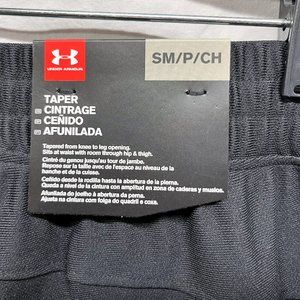 UNDER ARMOUR
SM/P/CH
TAPER
CINTRAGE
CEÑIDO
AFUNILADA
Tapered from knee to leg opening.
Sits at waist with room through hip & thigh.
Cintré du genou jusqu'au tour de jambe.
Repose sur la taille avec de l'espace au niveau de la
hanche et de la cuisse.
Ceñido desde la rodilla hasta la abertura de la pierna.
Queda a nivel de la cintura con amplitud en zona de caderas y muslos.
Afunilada do joelho à abertura da perna.
Ajusta na cintura com folga do quadril e coxa.